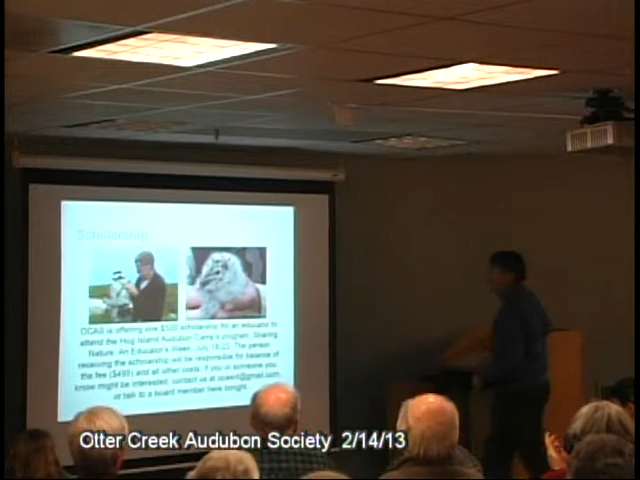 Scholarship
OCAS is offering one $500 scholarship for an educator to
attend the Hog Island Audubon Camp's program: Sharing
Nature: An Educator's Week, July 18-23. The person
receiving the scholarship will be responsible for balance of
the fee ($495) and all other costs. If you or someone you
know might be interested, contact us at
or talk to a board member here tonight.
Otter Creek Audubon Society 2/14/13